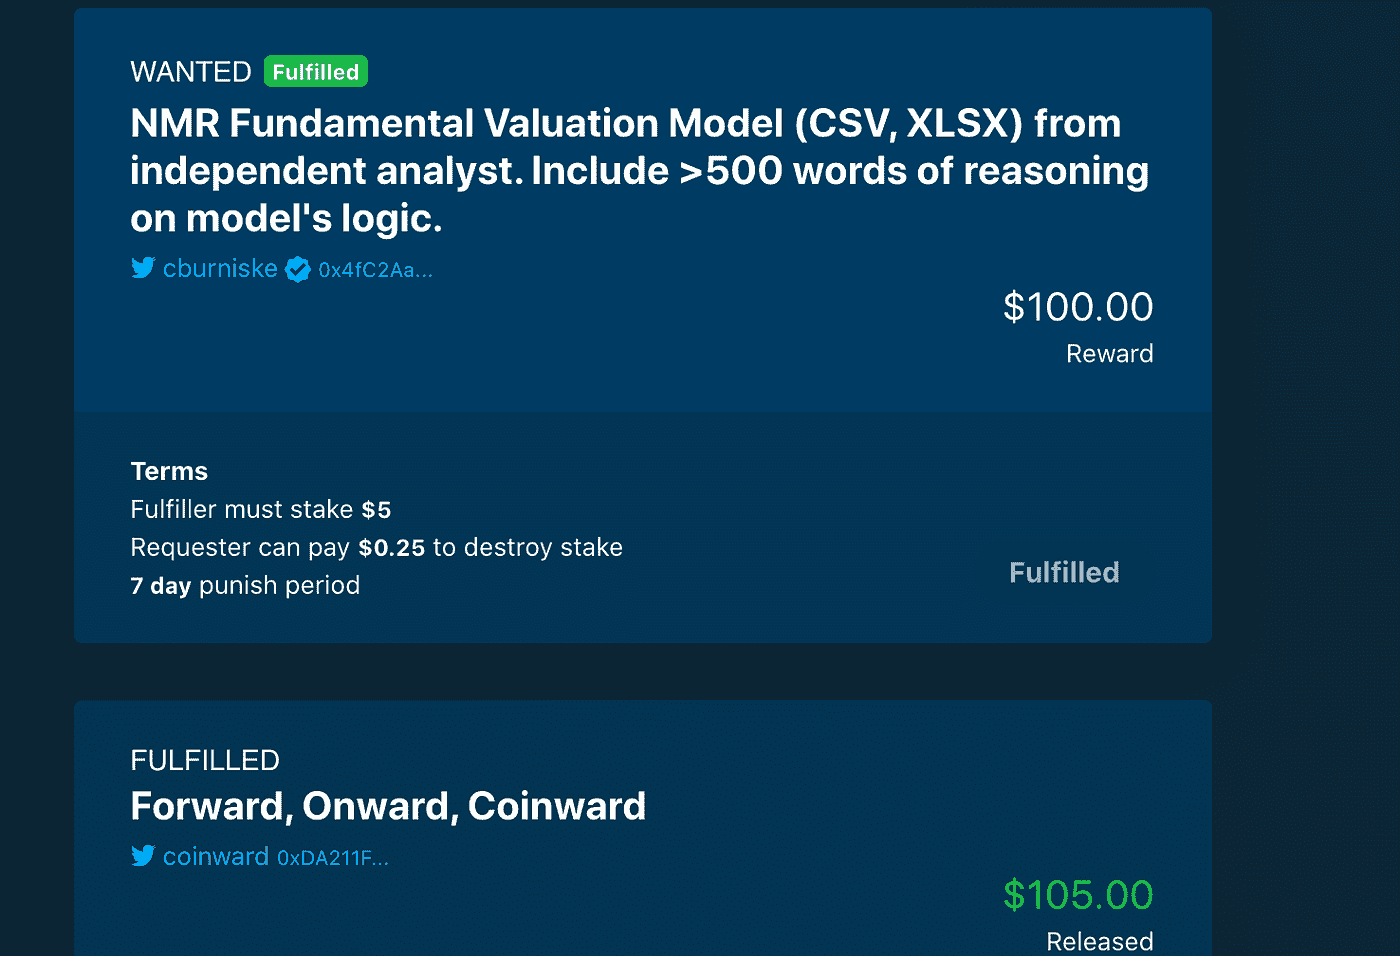 WANTED Fulfilled
NMR Fundamental Valuation Model (CSV, XLSX) from
independent analyst. Include >500 words of reasoning
on model's logic.
cburniske 0x4fC2Aa...
$100.00
Reward
Terms
Fulfiller must stake $5
Requester can pay $0.25 to destroy stake
7 day punish period
Fulfilled
FULFILLED
Forward, Onward, Coinward
coinward 0xDA211F...
$105.00
Released